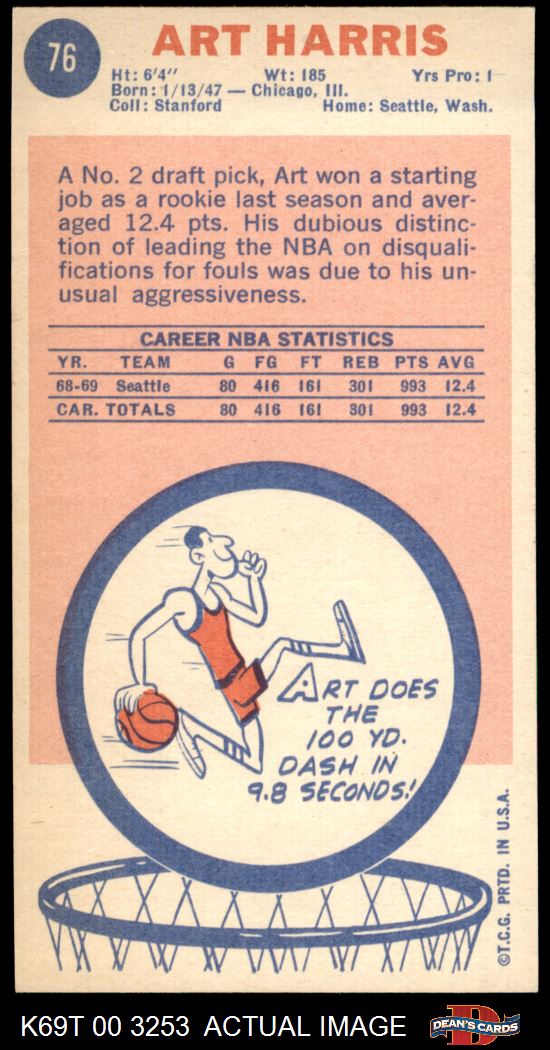 76
ART HARRIS
Ht: 6'4" Wt: 185 Yrs Pro: 1
Born: 1/13/47 — Chicago, Ill.
Coll: Stanford Home: Seattle, Wash.
A No. 2 draft pick, Art won a starting
job as a rookie last season and aver-
aged 12.4 pts. His dubious distinc-
tion of leading the NBA on disquali-
fications for fouls was due to his un-
usual aggressiveness.
CAREER NBA STATISTICS
YR. TEAM G FG FT REB PTS AVG
68-69 Seattle 80 416 161 301 993 12.4
CAR. TOTALS 80 416 161 301 993 12.4
ART DOES
THE
100 YD.
DASH IN
9.8 SECONDS!
©T.C.G. PRTD. IN U.S.A.
K69T 00 3253 ACTUAL IMAGE
D
DEAN'S CARDS